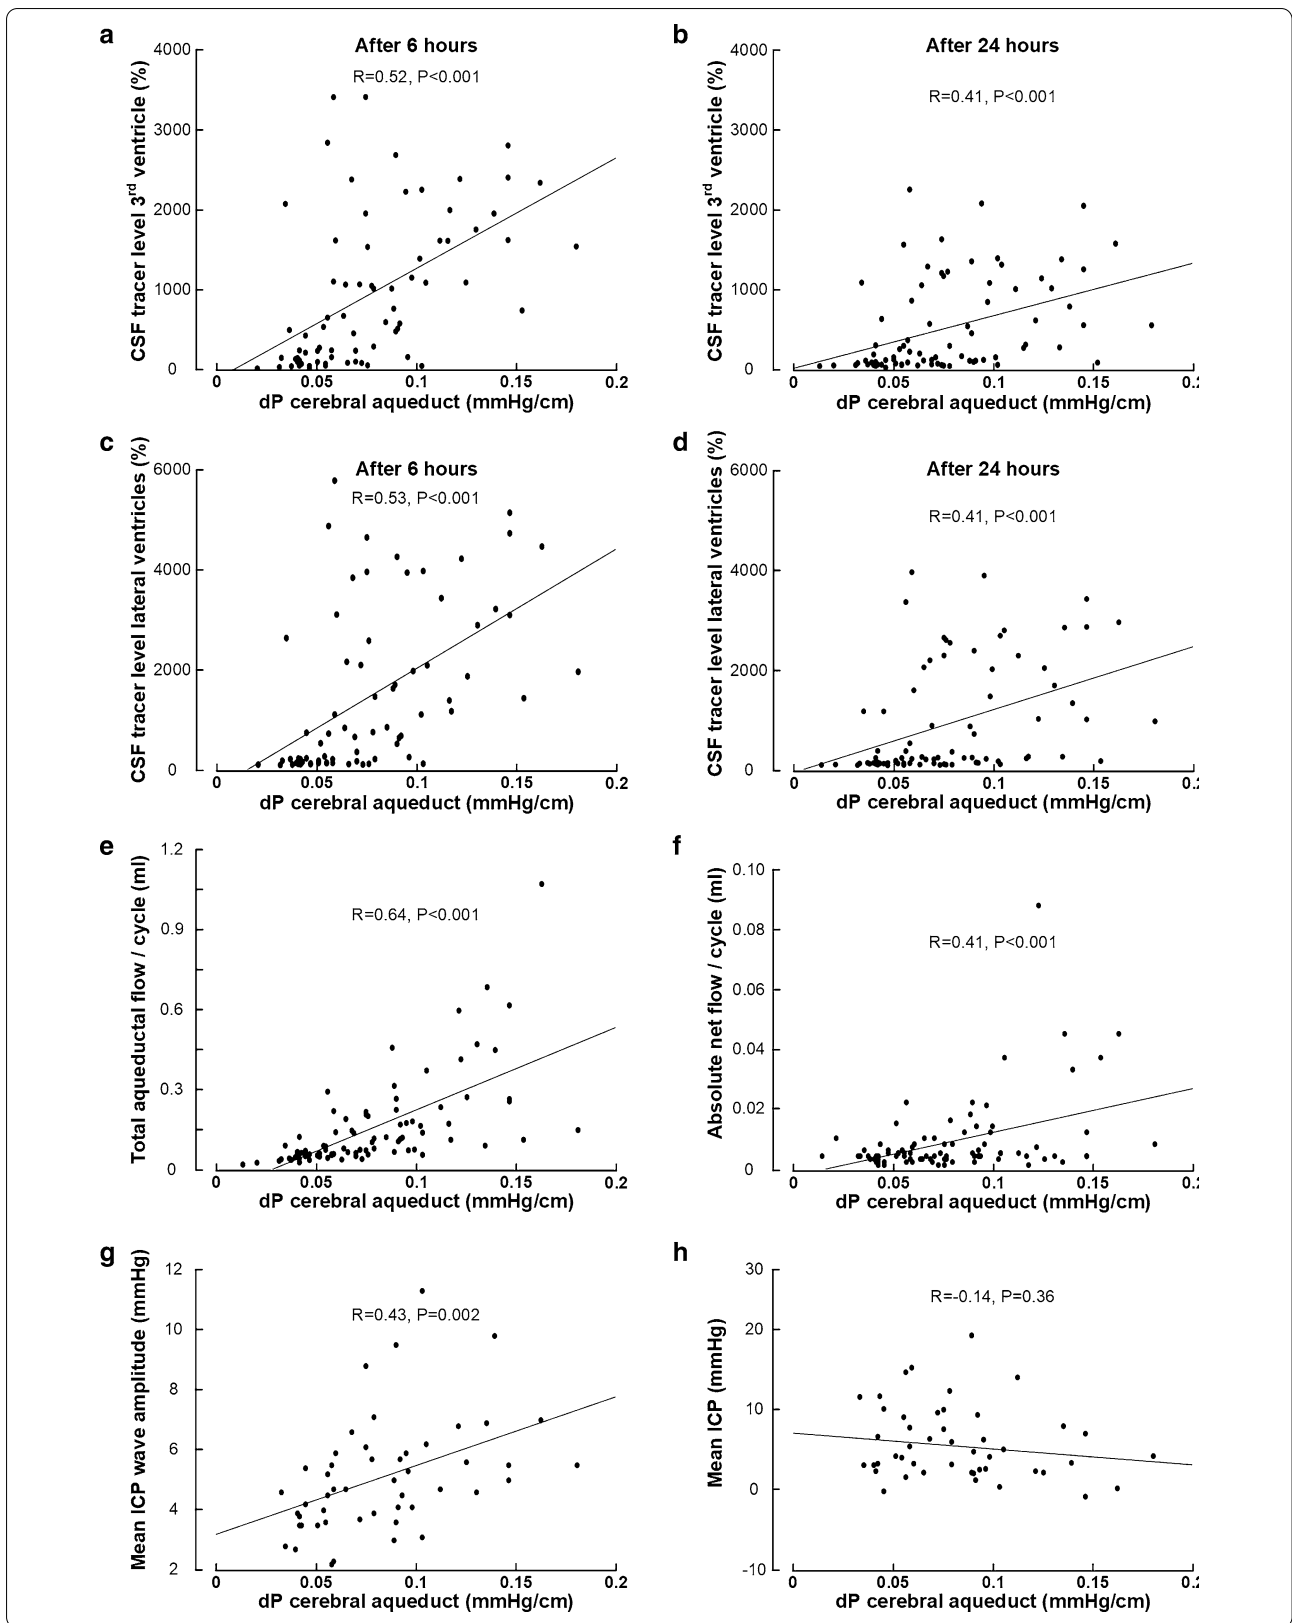 a
After 6 hours
R=0.52, P<0.001
CSF tracer level 3rd ventricle (%)
4000
3000
2000
1000
0
0
0.05
0.1
0.15
0.2
dP cerebral aqueduct (mmHg/cm)
b
After 24 hours
R=0.41, P<0.001
CSF tracer level 3rd ventricle (%)
4000
3000
2000
1000
0
0
0.05
0.1
0.15
dP cerebral aqueduct (mmHg/cm)
c
After 6 hours
R=0.53, P<0.001
CSF tracer level lateral ventricles (%)
6000
4000
2000
0
0
0.05
0.1
0.15
0.2
dP cerebral aqueduct (mmHg/cm)
d
After 24 hours
R=0.41, P<0.001
CSF tracer level lateral ventricles (%)
6000
4000
2000
0
0
0.05
0.1
0.15
dP cerebral aqueduct (mmHg/cm)
e
R=0.64, P<0.001
Total aqueductal flow / cycle (ml)
1.2
0.9
0.6
0.3
0
0
0.05
0.1
0.15
0.2
dP cerebral aqueduct (mmHg/cm)
f
R=0.41, P<0.001
Absolute net flow / cycle (ml)
0.10
0.08
0.06
0.04
0.02
0
0
0.05
0.1
0.15
dP cerebral aqueduct (mmHg/cm)
g
R=0.43, P=0.002
Mean ICP wave amplitude (mmHg)
12
10
8
6
4
2
0
0.05
0.1
0.15
0.2
dP cerebral aqueduct (mmHg/cm)
h
R=-0.14, P=0.36
Mean ICP (mmHg)
30
20
10
0
-10
0
0.05
0.1
0.15
dP cerebral aqueduct (mmHg/cm)